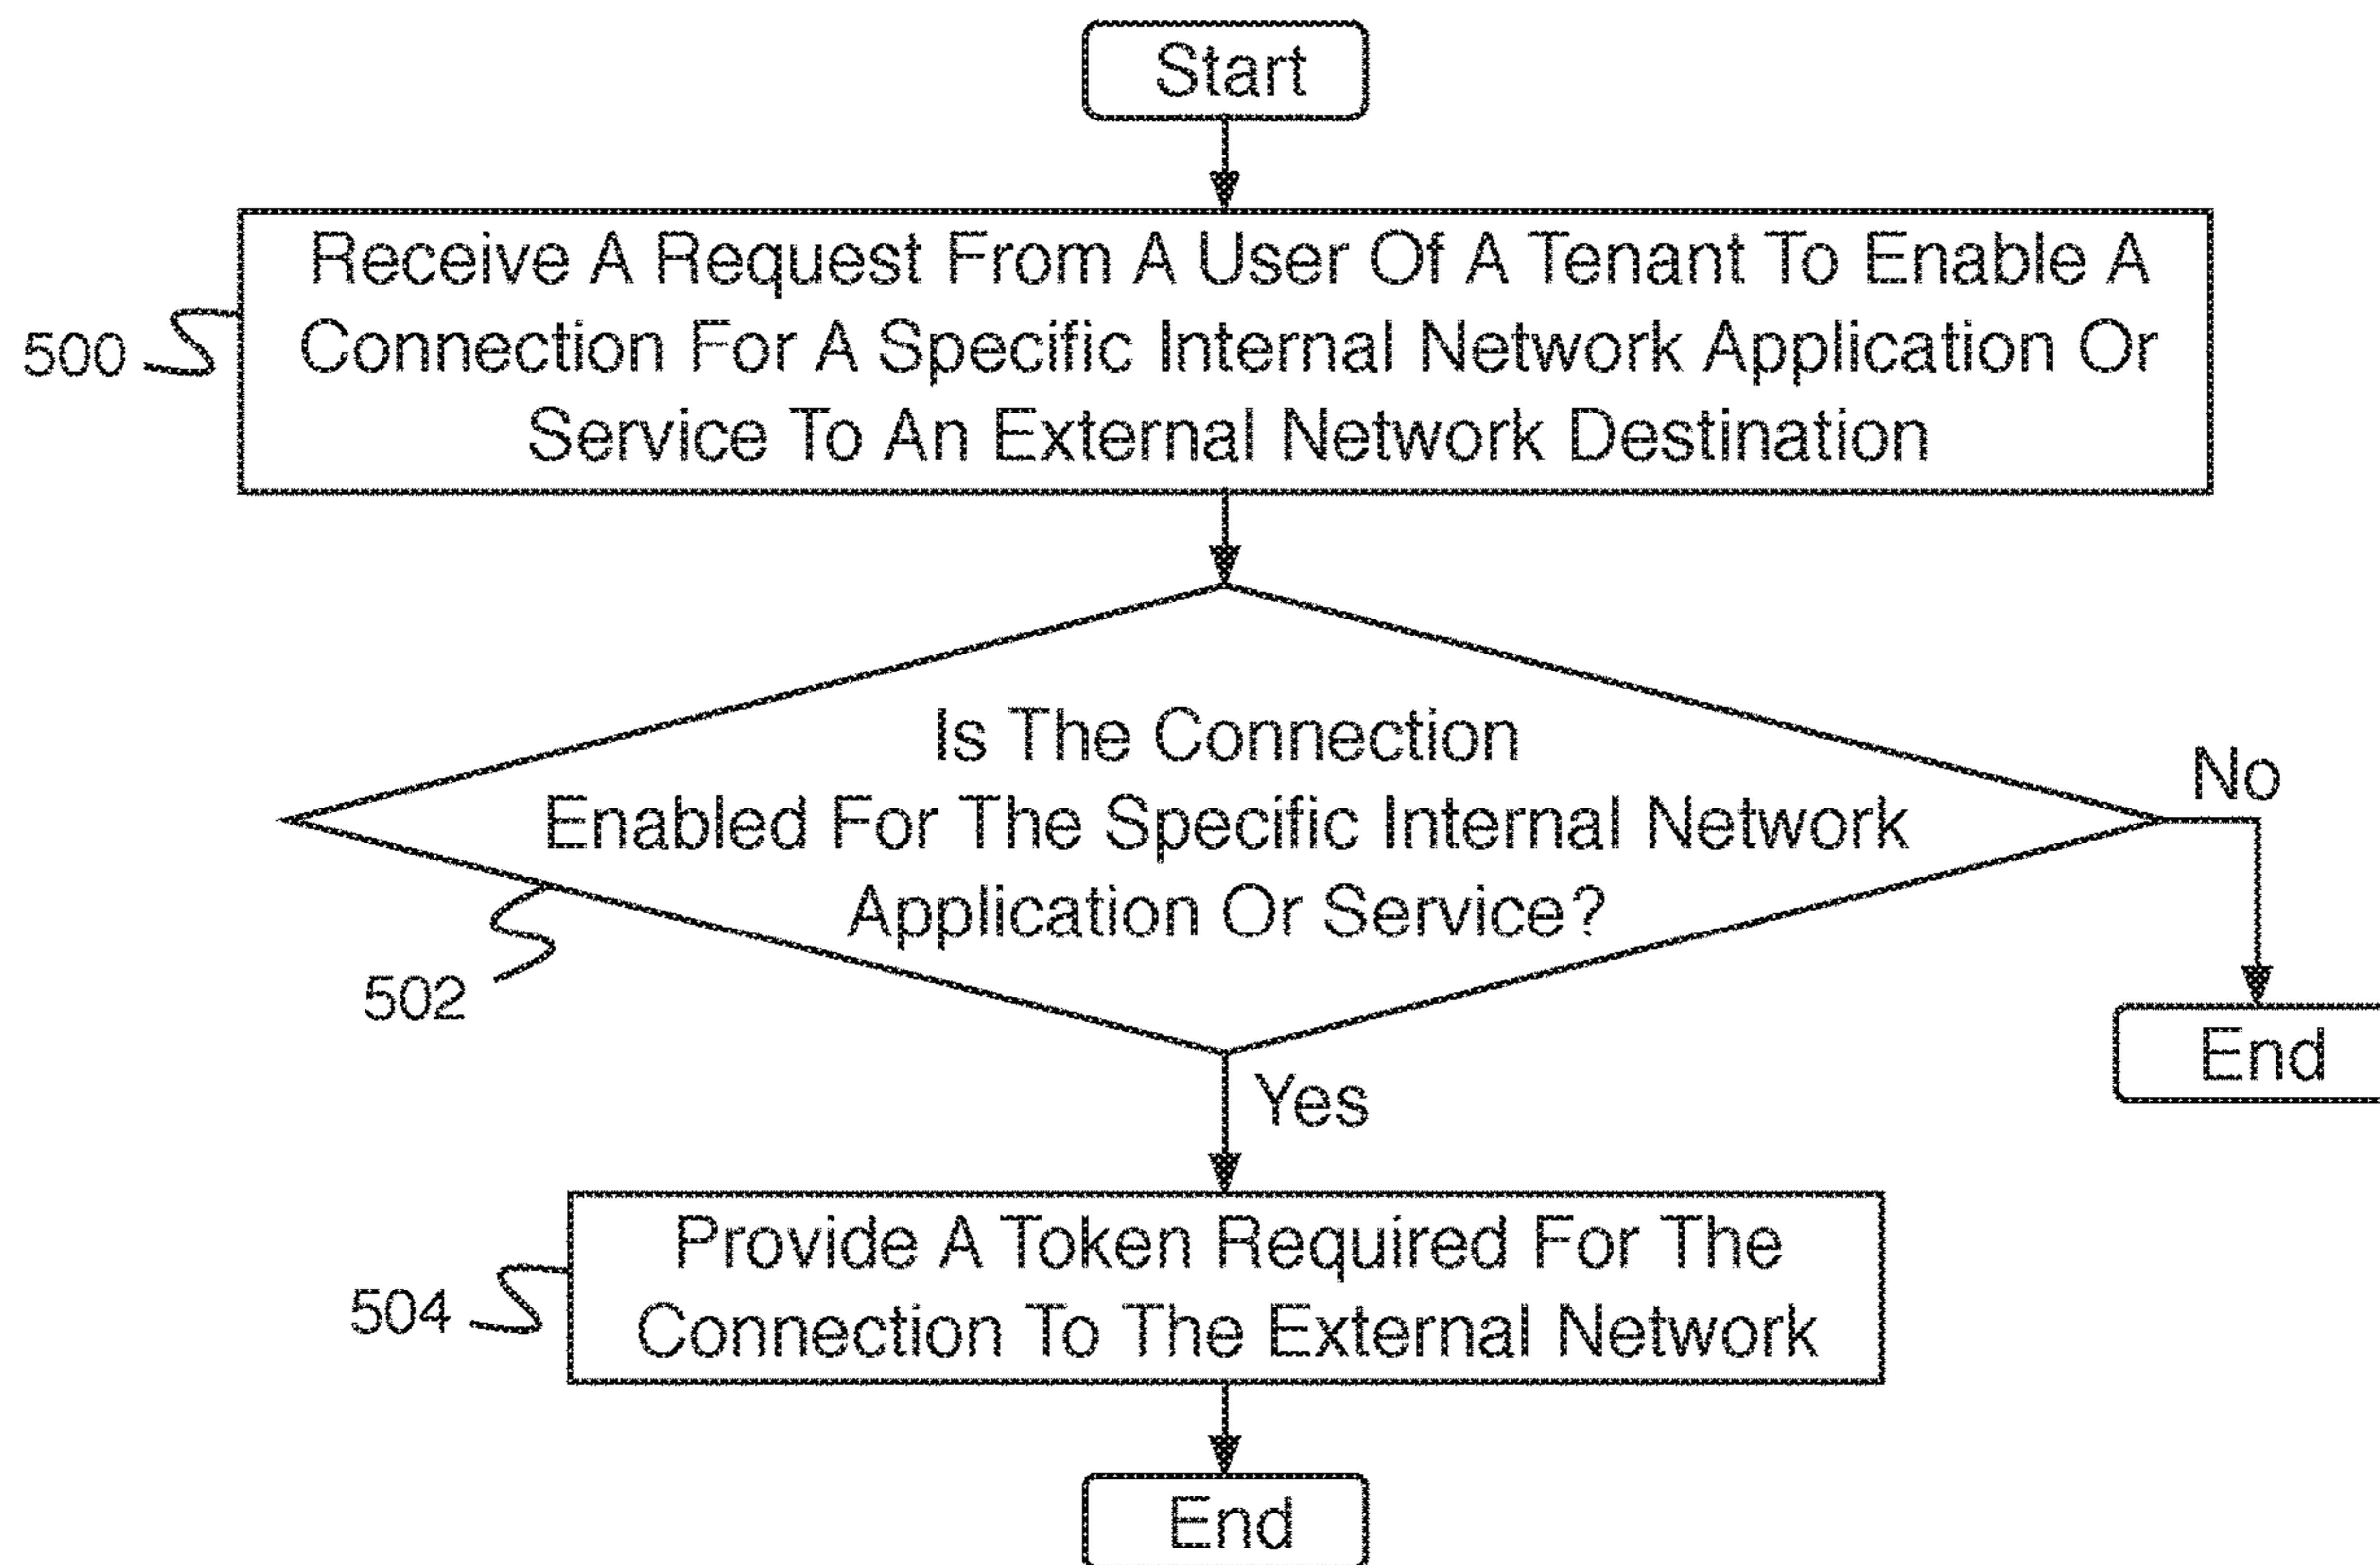 Start
Receive A Request From A User Of A Tenant To Enable A
Connection For A Specific Internal Network Application Or
Service To An External Network Destination
500
Is The Connection
Enabled For The Specific Internal Network
Application Or Service?
No
502
End
Yes
Provide A Token Required For The
Connection To The External Network
504
End